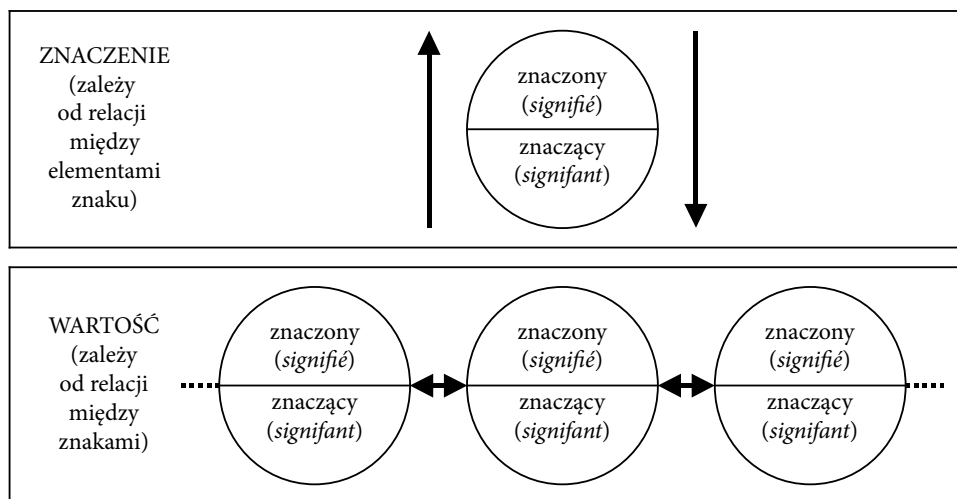 ZNACZENIE
(zależy
od relacji
między
elementami
znaku)
znaczony
(signifié)
znaczący
(signifant)
WARTOŚĆ
(zależy
od relacji
między
znakami)
znaczony
(signifié)
znaczący
(signifant)
znaczony
(signifié)
znaczący
(signifant)
znaczony
(signifié)
znaczący
(signifant)